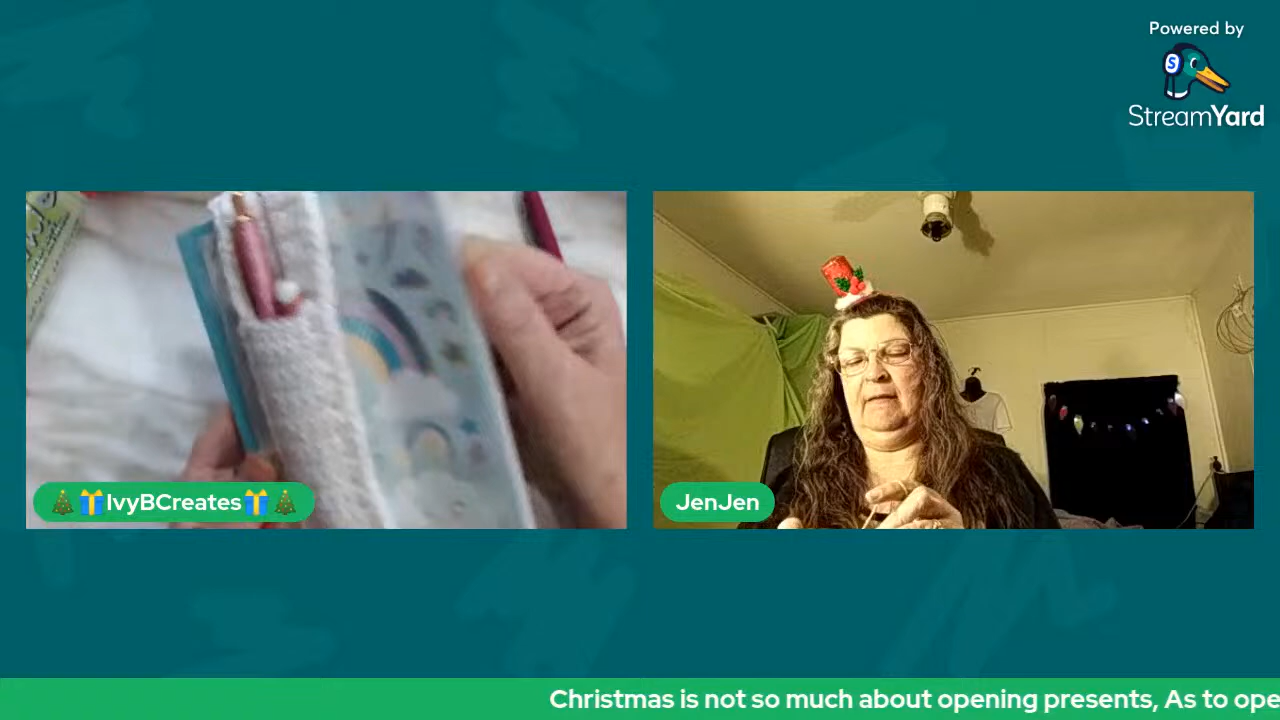 Powered by
S
StreamYard
🎄🎁IvyBCreates🎁🎄
JenJen
Christmas is not so much about opening presents, As to ope